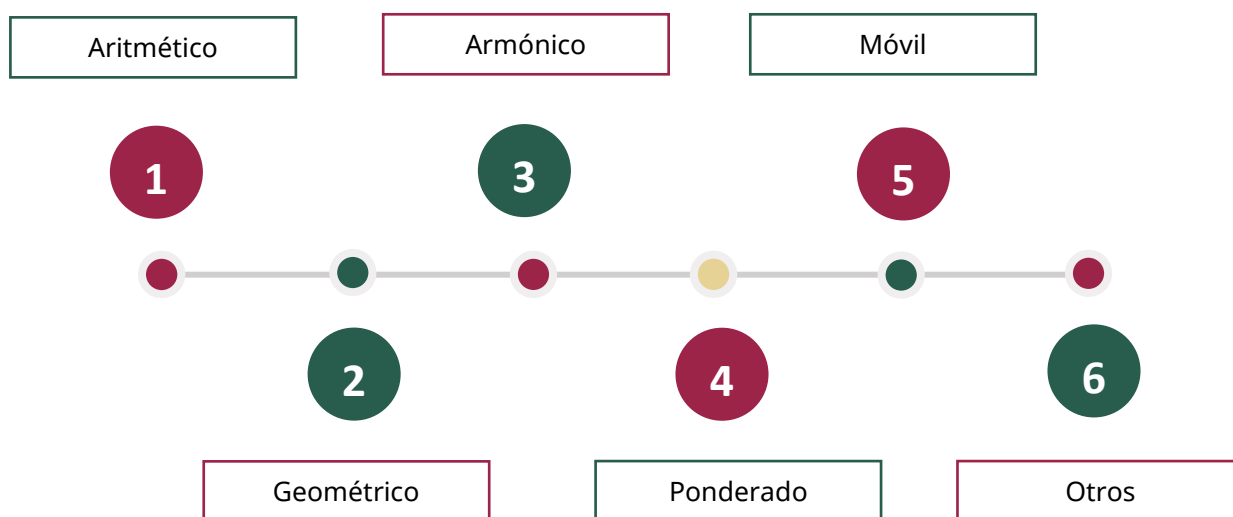 Aritmético
Armónico
Móvil
1
3
5
2
4
6
Geométrico
Ponderado
Otros